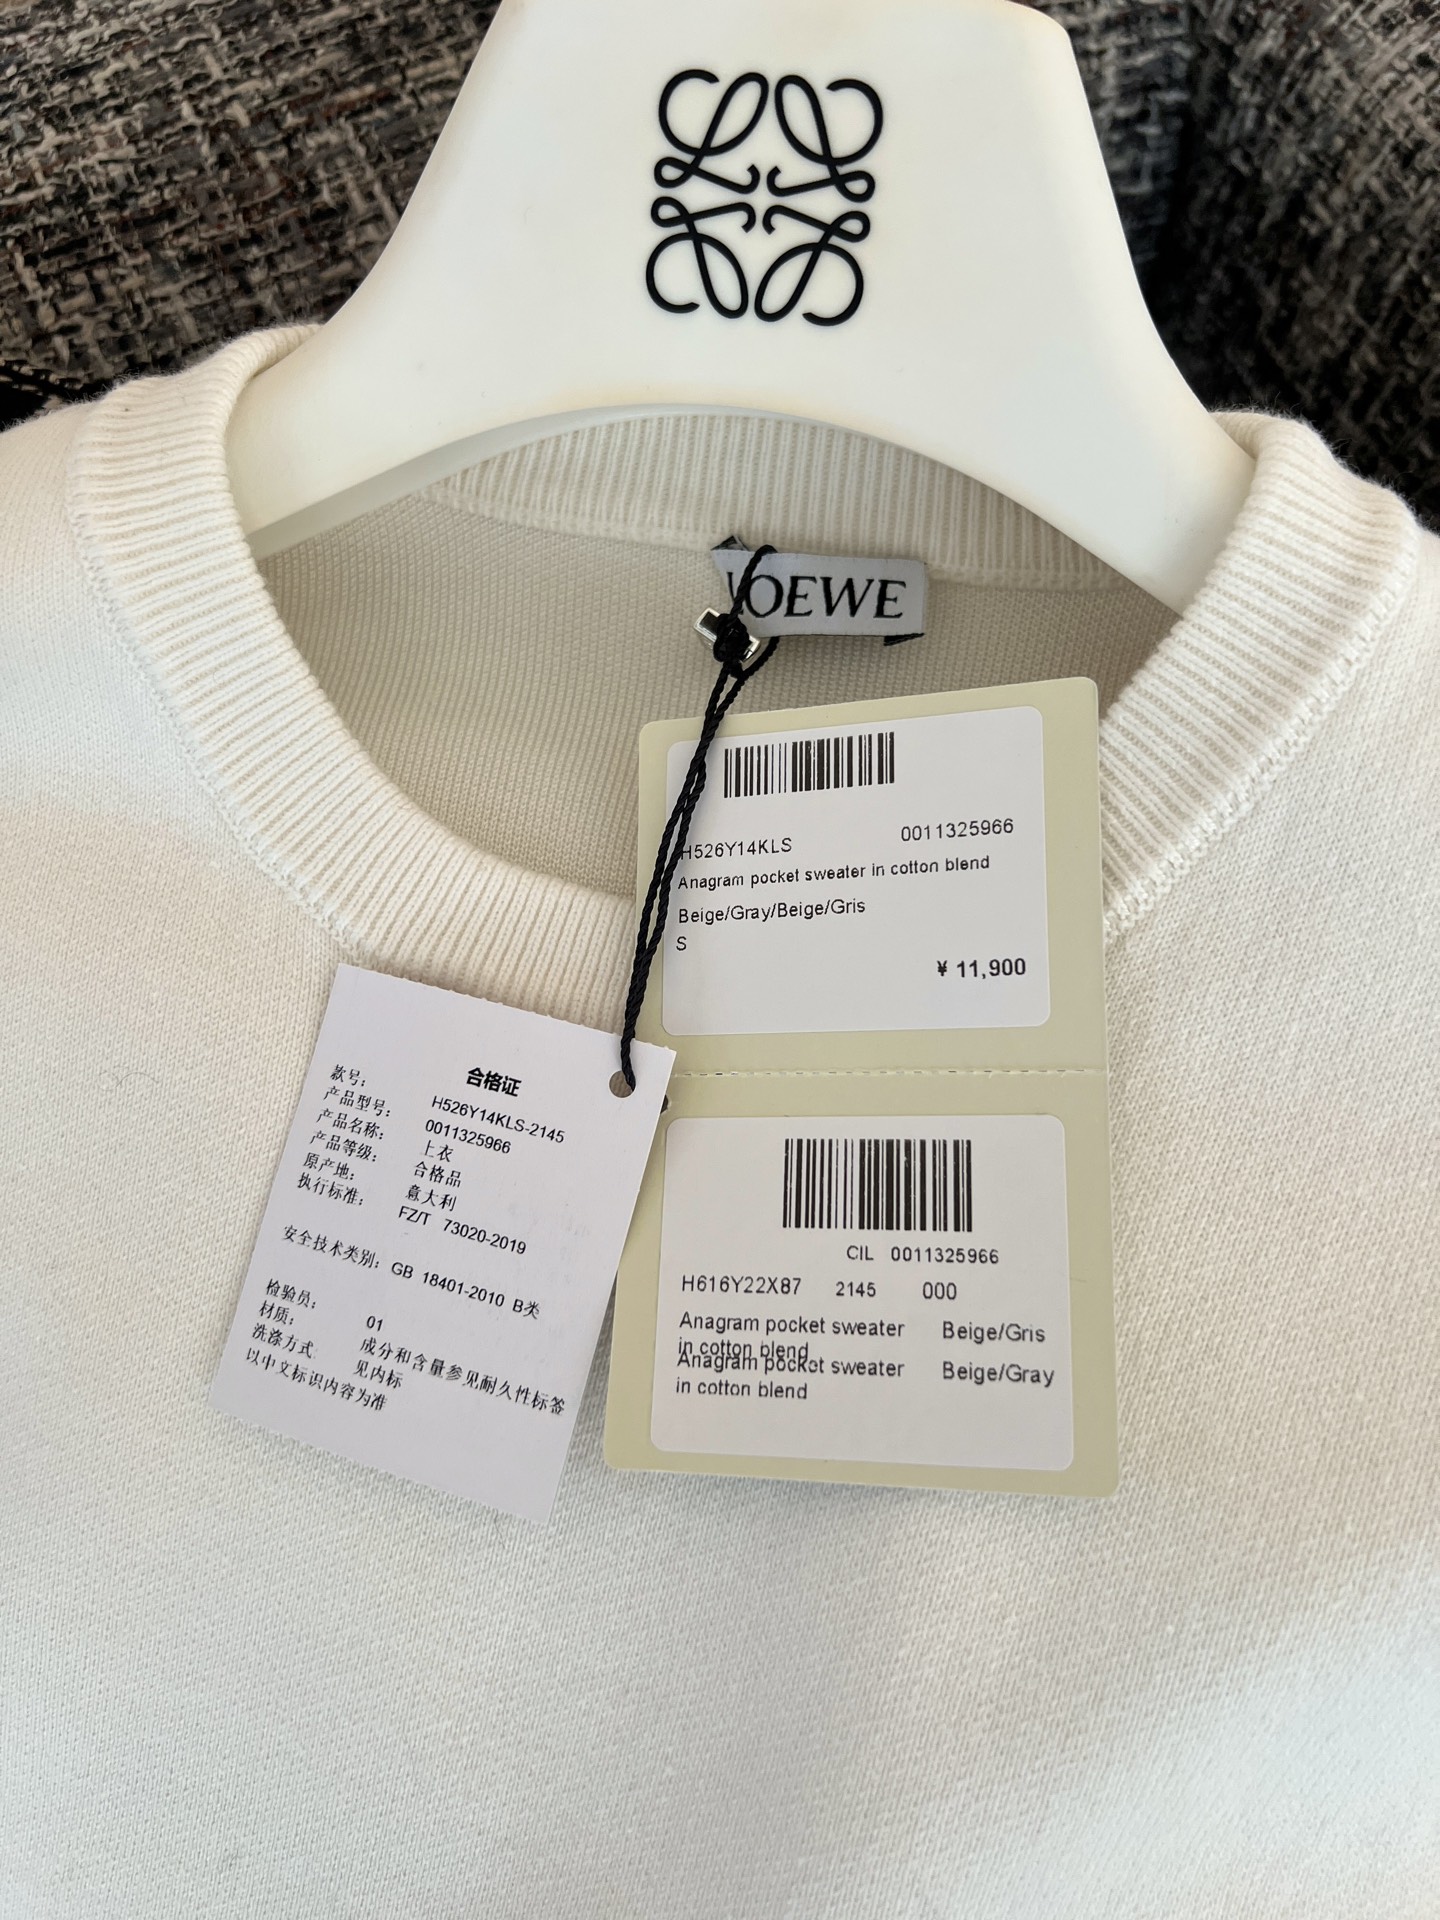 LOEWE
H526Y14KLS 0011325966
Anagram pocket sweater in cotton blend
Beige/Gray/Beige/Gris
S
¥ 11,900
合格证
款号: H526Y14KLS-2145
产品型号: 0011325966
产品名称: 上衣
产品等级: 合格品
原产地: 意大利
执行标准: FZ/T 73020-2019
安全技术类别: GB 18401-2010 B类
检验员: 01
材质: 成分和含量参见耐久性标签
洗涤方式: 见内标
以中文标识内容为准
CIL 0011325966
H616Y22X87 2145 000
Anagram pocket sweater Beige/Gris
in cotton blend
Anagram pocket sweater Beige/Gray
in cotton blend